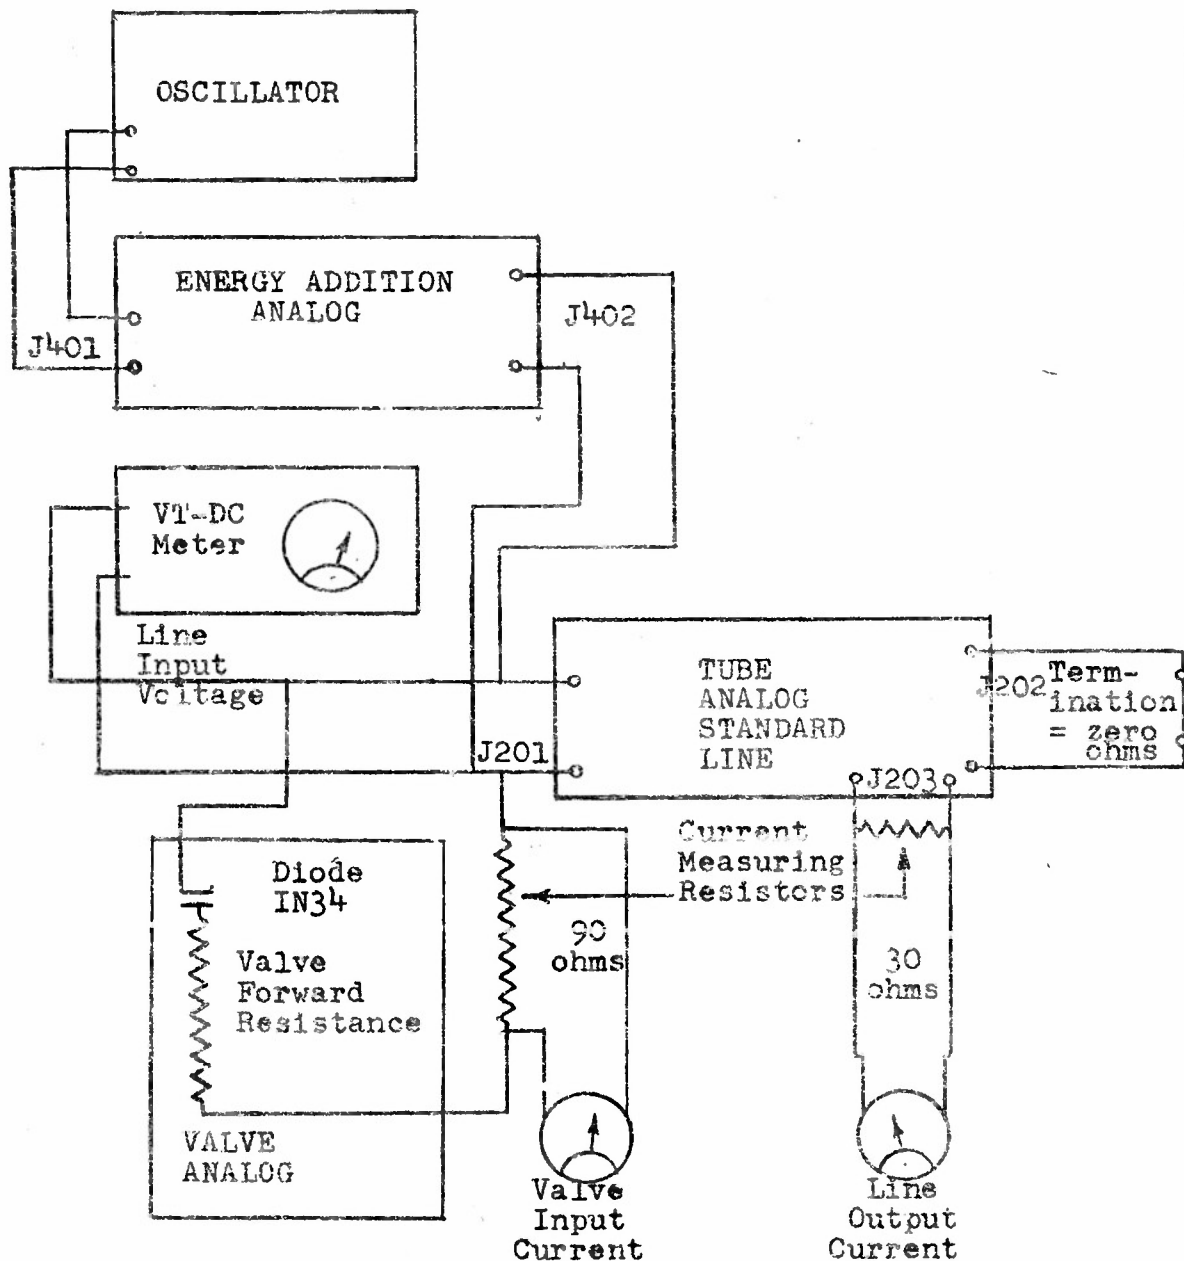 OSCILLATOR
ENERGY ADDITION
ANALOG
J401
J402
VT-DC
Meter
Line
Input
Voltage
TUBE
ANALOG
STANDARD
LINE
J201
J202
Term-
ination
= zero
ohms
J203
Current
Measuring
Resistors
Diode
IN34
90
ohms
30
ohms
Valve
Forward
Resistance
VALVE
ANALOG
Valve
Input
Current
Line
Output
Current